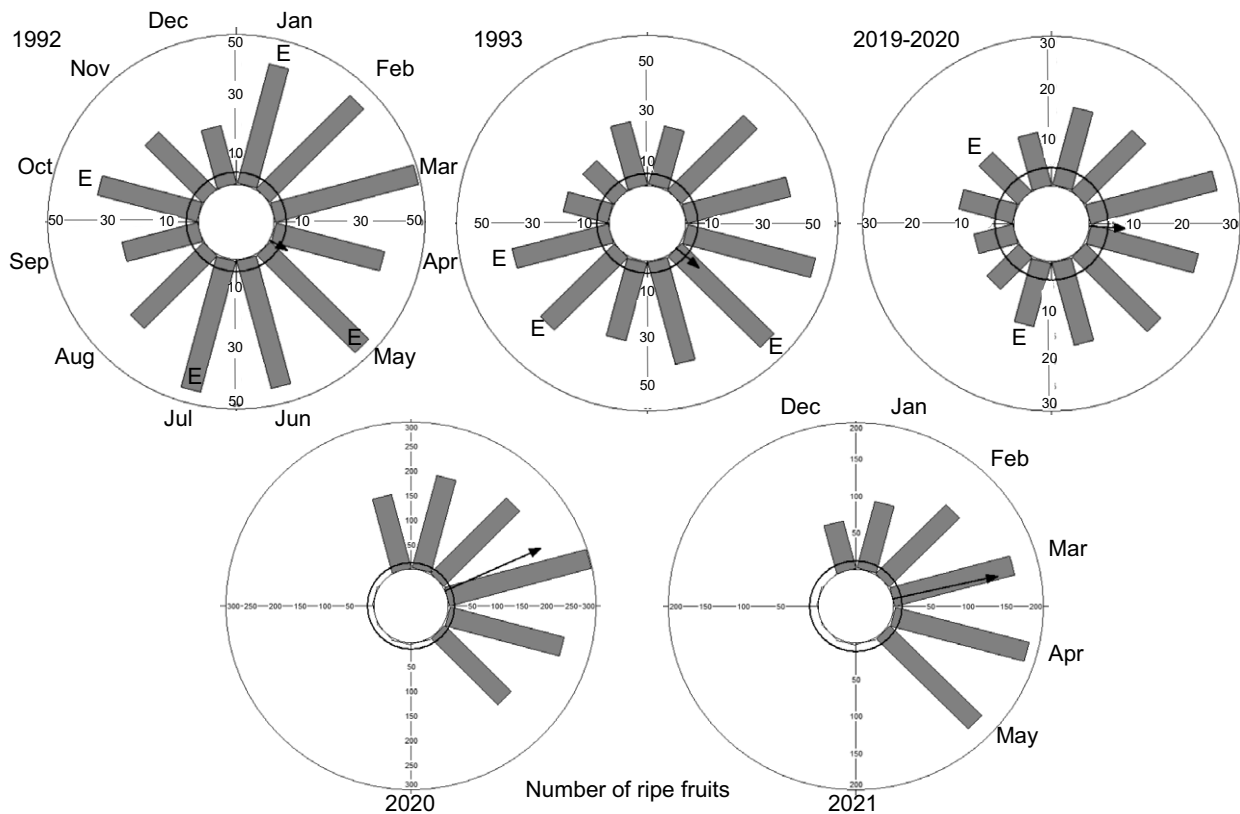 Dec Jan
1992 1993 2019-2020
50 E 50 30
Nov Feb
30 30 20
10 10 10
Oct E Mar E
50 30 10 10 30 50 50 30 10 10 30 50 30 20 10 10 20 30
E
Sep Apr
10 10 10
30 E 30 E E 20
Aug E May
50 50 30
Jul Jun
Dec Jan
300 200
250
200 150
Feb
150 100
100
50 50
Mar
300 250 200 150 100 50 50 100 150 200 250 300 200 150 100 50 50 100 150 200
50 50
Apr
100
150 100
May
200 150
250
300 200
Number of ripe fruits
2020 2021